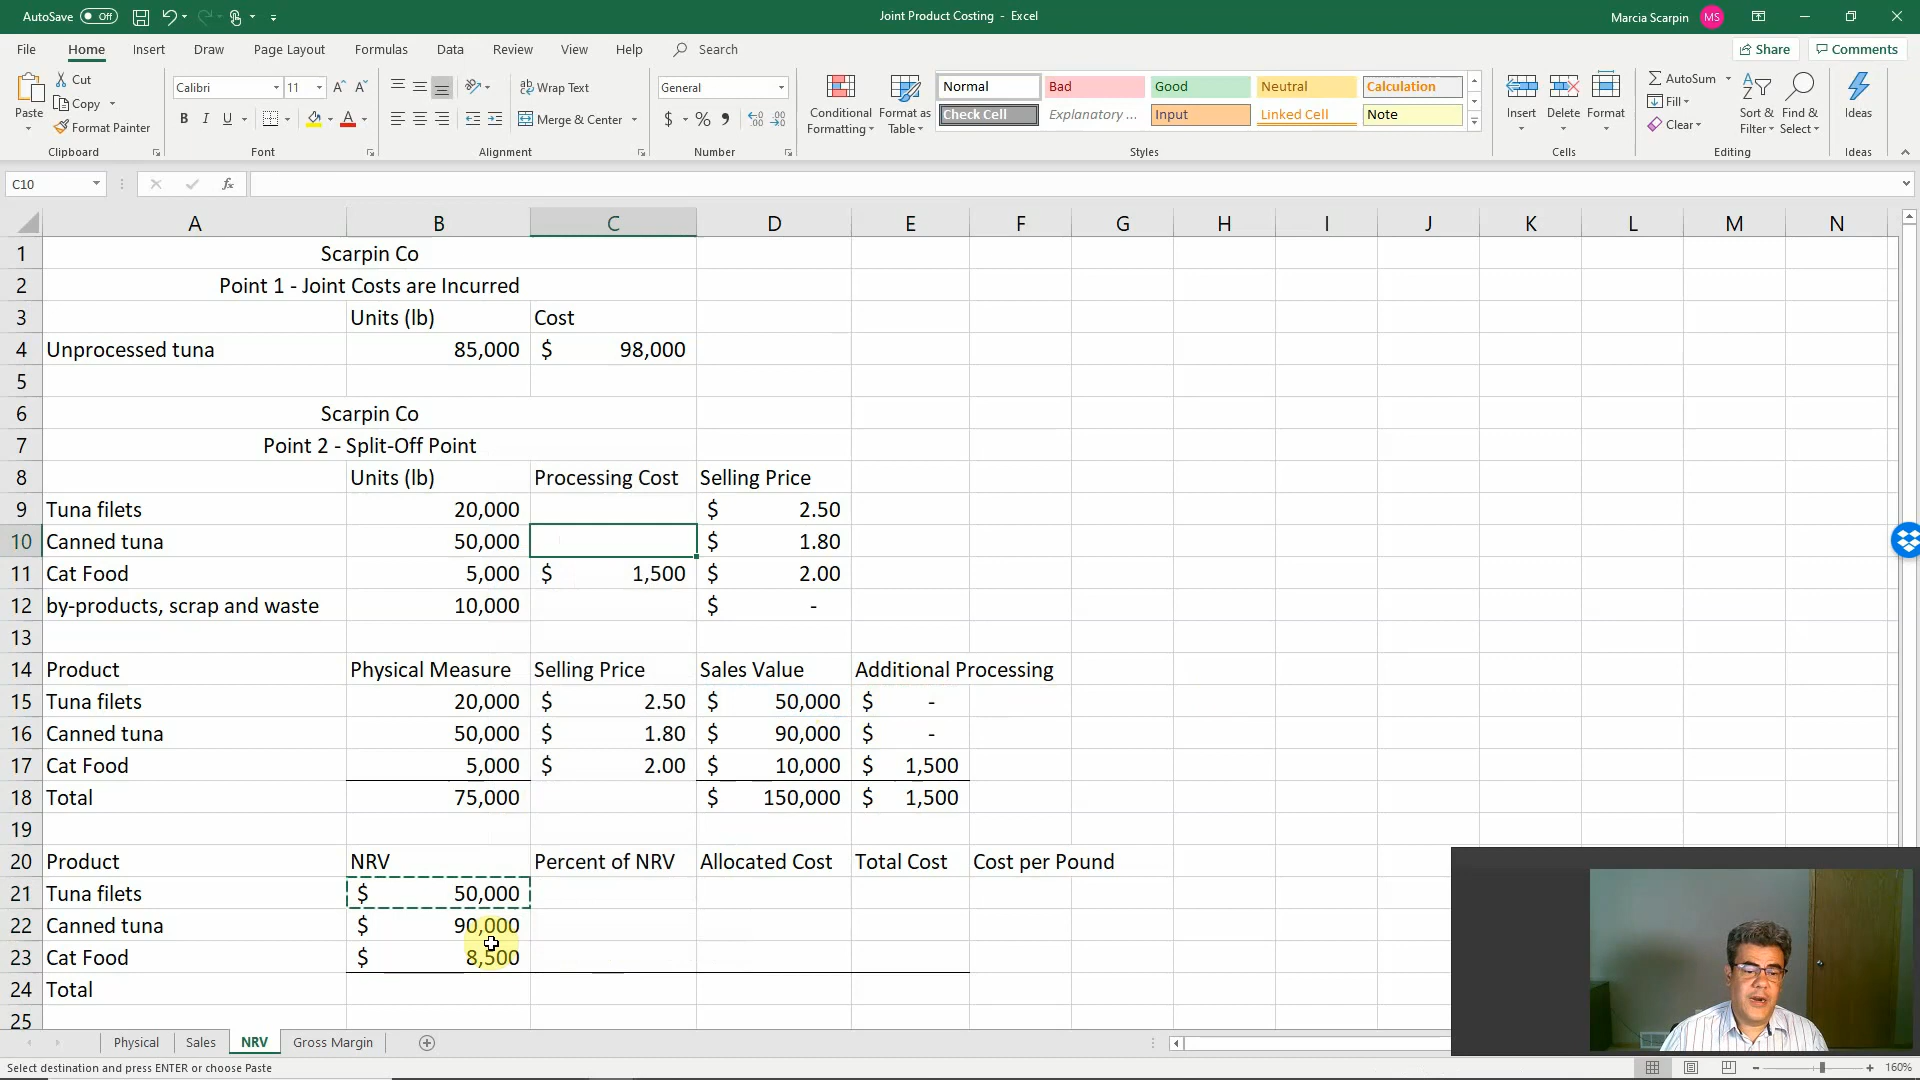 AutoSave Off Joint Product Costing - Excel Marcia Scarpin MS
File Home Insert Draw Page Layout Formulas Data Review View Help Search Share Comments
Paste Cut Copy Format Painter Clipboard
Calibri 11 B I U Font
Wrap Text Merge & Center Alignment
General $ % Number
Conditional Formatting Format as Table
Normal Bad Good Neutral Calculation
Check Cell Explanatory ... Input Linked Cell Note
Styles
Insert Delete Format Cells
AutoSum Fill Clear Sort & Filter Find & Select Editing
Ideas Ideas
C10 fx
A B C D E F G H I J K L M N
1 Scarpin Co
2 Point 1 - Joint Costs are Incurred
3 Units (lb) Cost
4 Unprocessed tuna 85,000 $ 98,000
5
6 Scarpin Co
7 Point 2 - Split-Off Point
8 Units (lb) Processing Cost Selling Price
9 Tuna filets 20,000 $ 2.50
10 Canned tuna 50,000 $ 1.80
11 Cat Food 5,000 $ 1,500 $ 2.00
12 by-products, scrap and waste 10,000 $ -
13
14 Product Physical Measure Selling Price Sales Value Additional Processing
15 Tuna filets 20,000 $ 2.50 $ 50,000 $ -
16 Canned tuna 50,000 $ 1.80 $ 90,000 $ -
17 Cat Food 5,000 $ 2.00 $ 10,000 $ 1,500
18 Total 75,000 $ 150,000 $ 1,500
19
20 Product NRV Percent of NRV Allocated Cost Total Cost Cost per Pound
21 Tuna filets $ 50,000
22 Canned tuna $ 90,000
23 Cat Food $ 8,500
24 Total
25
Physical Sales NRV Gross Margin
Select destination and press ENTER or choose Paste 160%